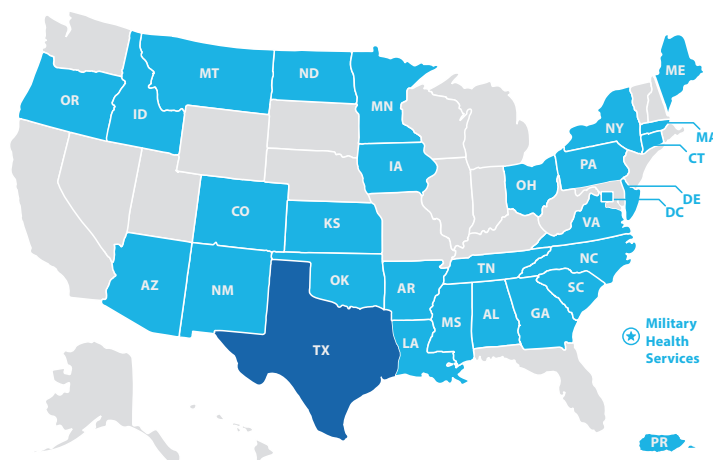 ME
MT
ND
OR
MN
ID
NY
MA
CT
IA
PA
OH
DE
CO
DC
KS
VA
NC
TN
OK
AZ
NM
AR
SC
GA
AL
MS
LA
TX
Military
Health
Services
PR